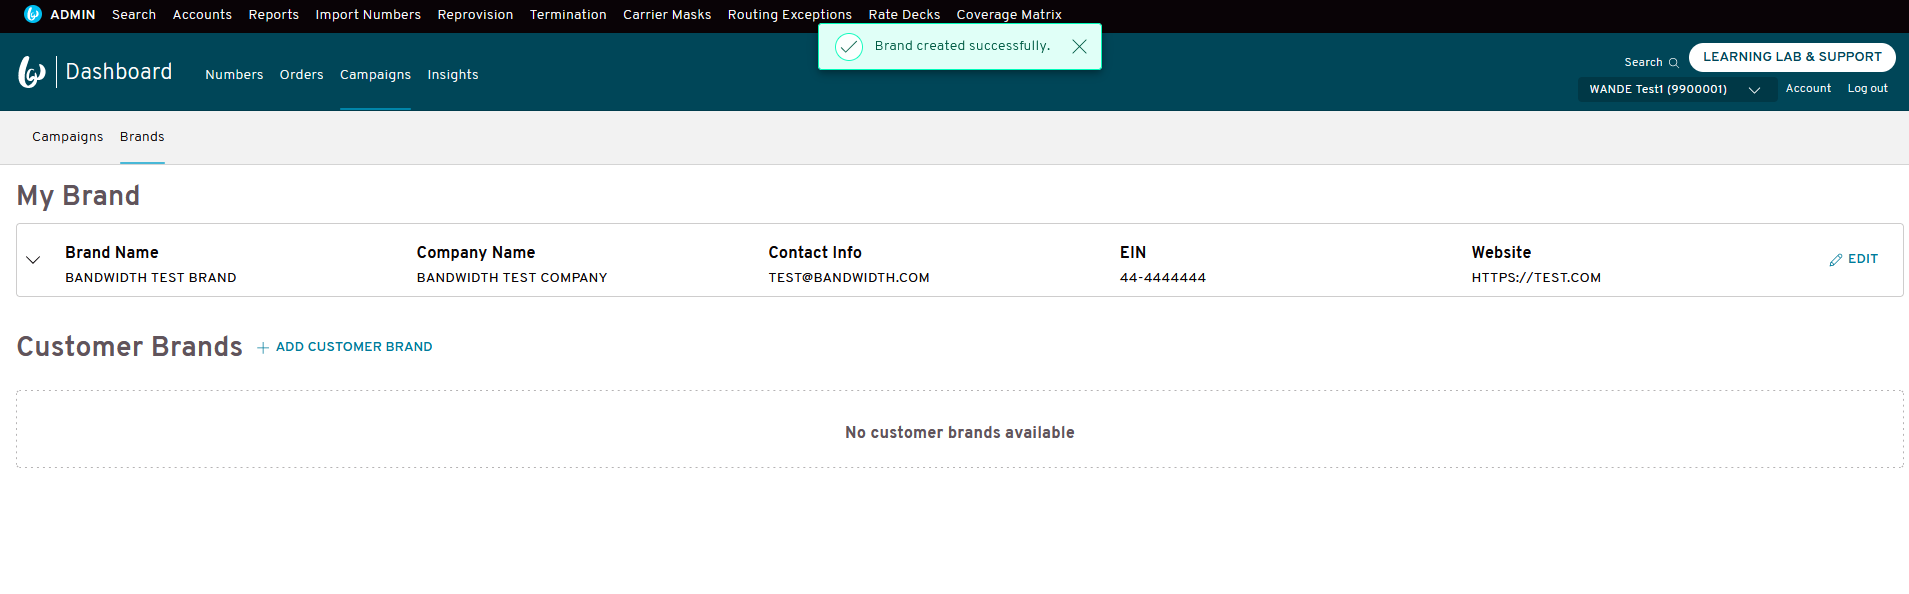 ADMIN Search Accounts Reports Import Numbers Reprovision Termination Carrier Masks Routing Exceptions Rate Decks Coverage Matrix
Brand created successfully.
Dashboard Numbers Orders Campaigns Insights
Search LEARNING LAB & SUPPORT
WANDE Test1 (9900001) Account Log out
Campaigns Brands
My Brand
Brand Name Company Name Contact Info EIN Website
BANDWIDTH TEST BRAND BANDWIDTH TEST COMPANY TEST@BANDWIDTH.COM 44-4444444 HTTPS://TEST.COM
EDIT
Customer Brands + ADD CUSTOMER BRAND
No customer brands available